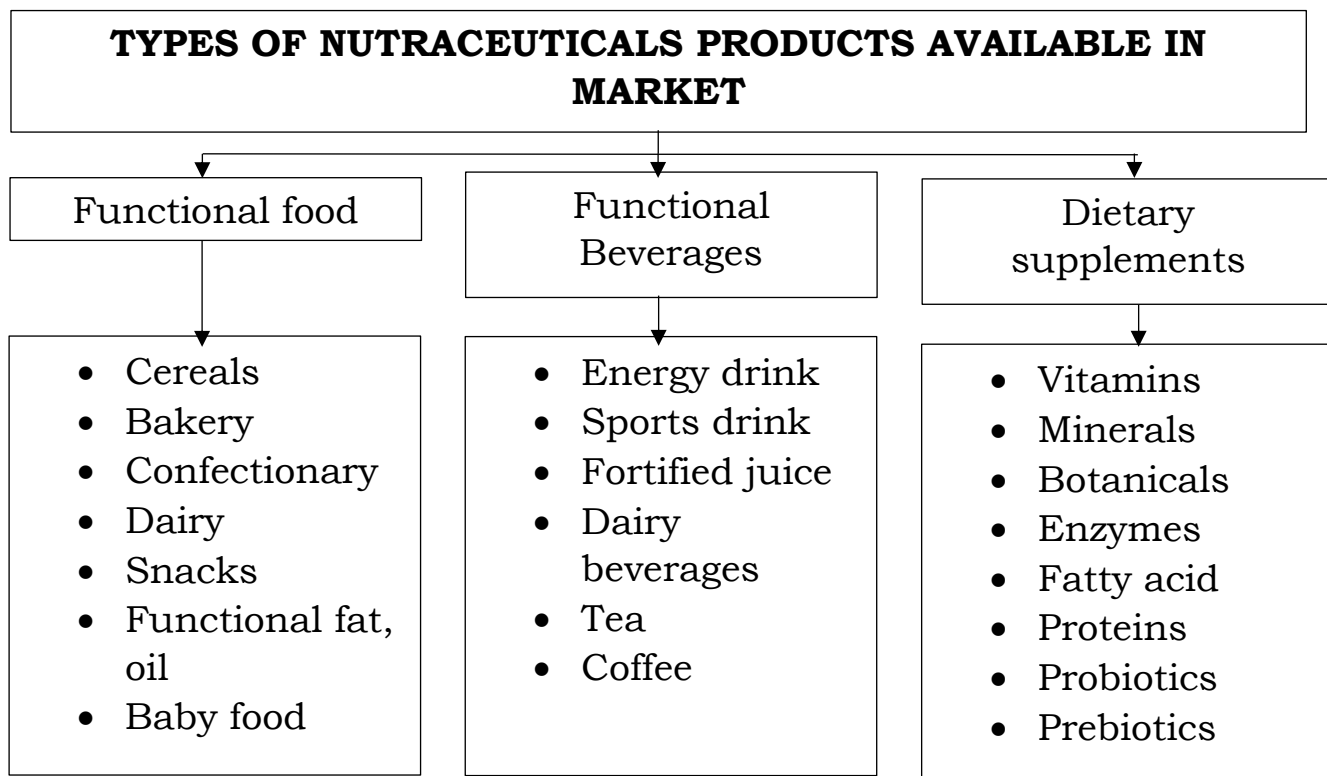 TYPES OF NUTRACEUTICALS PRODUCTS AVAILABLE IN
MARKET
Functional food
Functional
Beverages
Dietary
supplements
• Cereals
• Bakery
• Confectionary
• Dairy
• Snacks
• Functional fat,
oil
• Baby food
• Energy drink
• Sports drink
• Fortified juice
• Dairy
beverages
• Tea
• Coffee
• Vitamins
• Minerals
• Botanicals
• Enzymes
• Fatty acid
• Proteins
• Probiotics
• Prebiotics